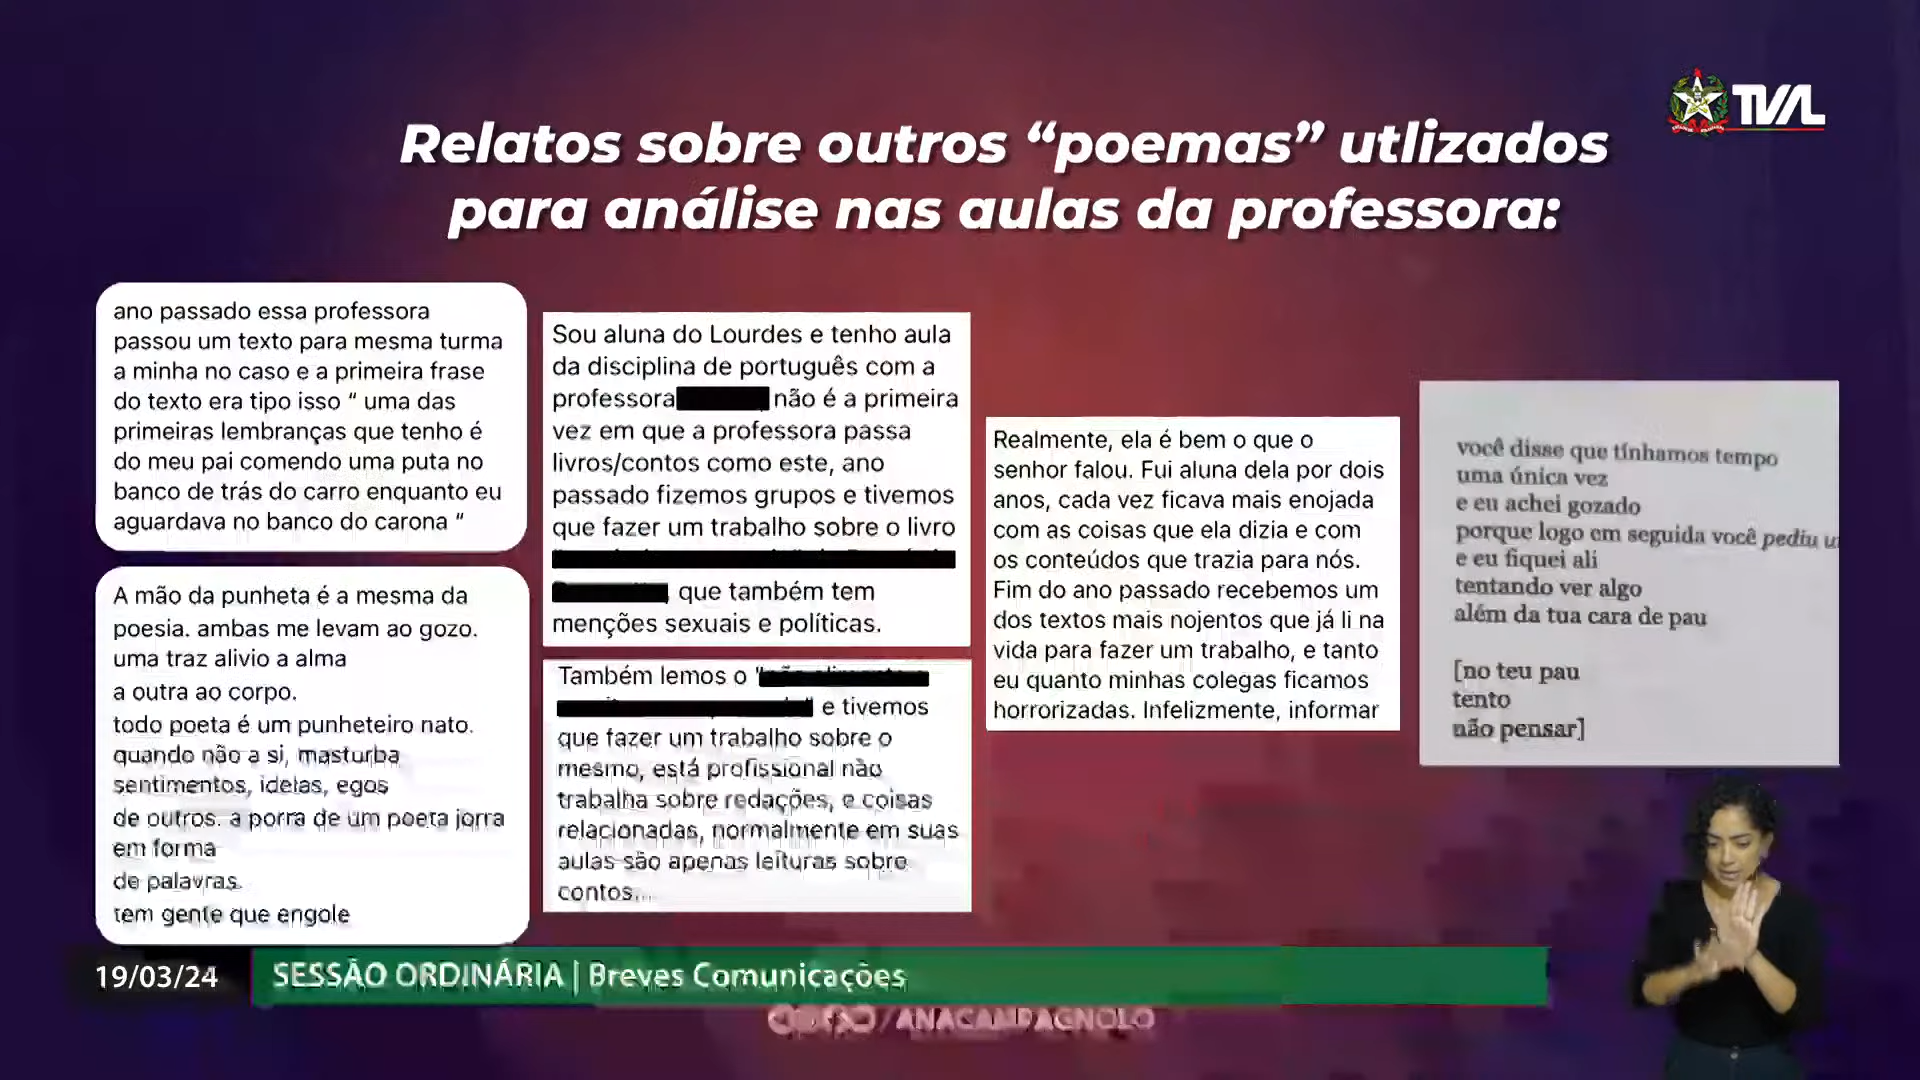 TVAL
Relatos sobre outros “poemas” utlizados
para análise nas aulas da professora:
ano passado essa professora
passou um texto para mesma turma
a minha no caso e a primeira frase
do texto era tipo isso “ uma das
primeiras lembranças que tenho é
do meu pai comendo uma puta no
banco de trás do carro enquanto eu
aguardava no banco do carona “
A mão da punheta é a mesma da
poesia. ambas me levam ao gozo.
uma traz alivio a alma
a outra ao corpo.
todo poeta é um punheteiro nato.
quando não a si, masturba
sentimentos, ideias, egos
de outros. a porra de um poeta jorra
em forma
de palavras.
tem gente que engole
Sou aluna do Lourdes e tenho aula
da disciplina de português com a
professora não é a primeira
vez em que a professora passa
livros/contos como este, ano
passado fizemos grupos e tivemos
que fazer um trabalho sobre o livro
, que também tem
menções sexuais e políticas.
Também lemos o "
e tivemos
que fazer um trabalho sobre o
mesmo, está profissional não
trabalha sobre redações, e coisas
relacionadas, normalmente em suas
aulas são apenas leituras sobre
contos...
Realmente, ela é bem o que o
senhor falou. Fui aluna dela por dois
anos, cada vez ficava mais enojada
com as coisas que ela dizia e com
os conteúdos que trazia para nós.
Fim do ano passado recebemos um
dos textos mais nojentos que já li na
vida para fazer um trabalho, e tanto
eu quanto minhas colegas ficamos
horrorizadas. Infelizmente, informar
você disse que tínhamos tempo
uma única vez
e eu achei gozado
porque logo em seguida você pediu
e eu fiquei ali
tentando ver algo
além da tua cara de pau
[no teu pau
tento
não pensar]
19/03/24
SESSÃO ORDINÁRIA | Breves Comunicações
/ANACAMPAGNOLO